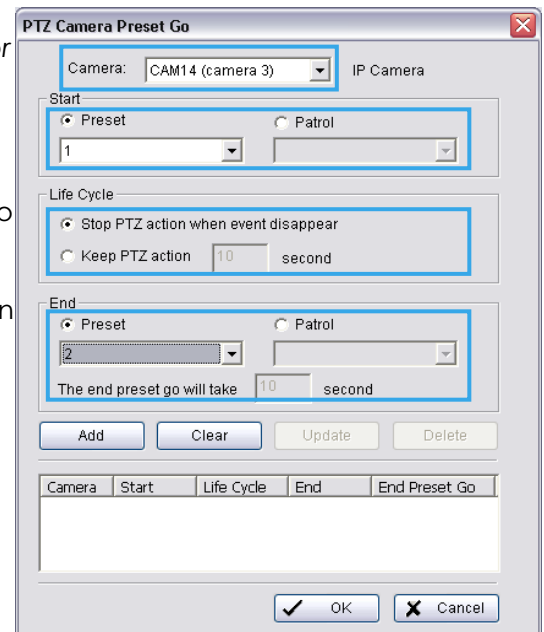 PTZ Camera Preset Go
or
Camera: CAM14 (camera 3) IP Camera
Start
Preset Patrol
1
Life Cycle
o
Stop PTZ action when event disappear
Keep PTZ action 10 second
n
End
Preset Patrol
2
The end preset go will take 10 second
Add Clear Update Delete
Camera Start Life Cycle End End Preset Go
OK Cancel